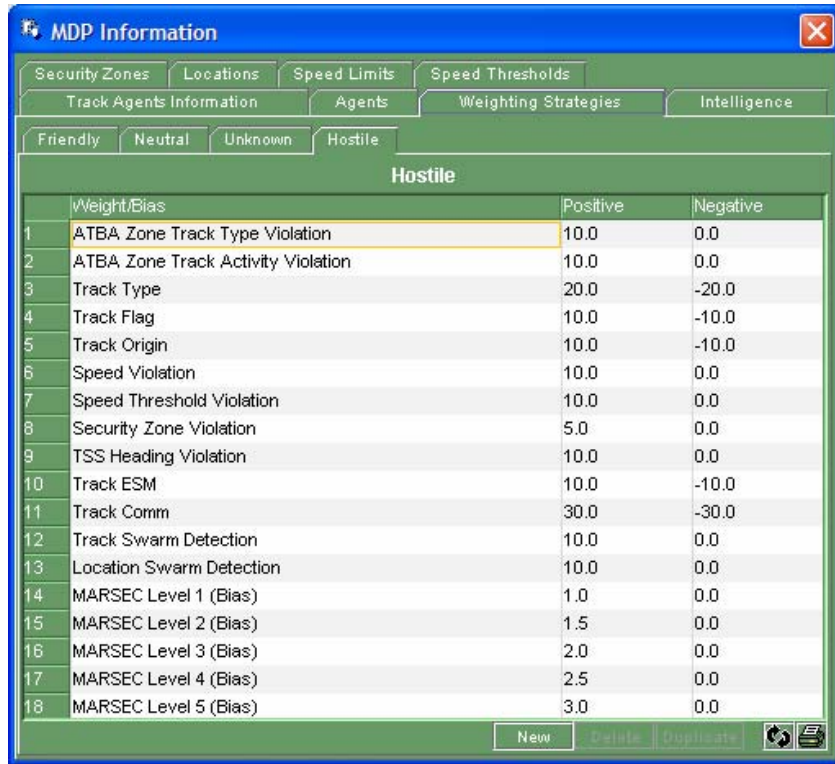 MDP Information
Security Zones Locations Speed Limits Speed Thresholds
Track Agents Information Agents Weighting Strategies Intelligence
Friendly Neutral Unknown Hostile
Hostile
Weight/Bias Positive Negative
1 ATBA Zone Track Type Violation 10.0 0.0
2 ATBA Zone Track Activity Violation 10.0 0.0
3 Track Type 20.0 -20.0
4 Track Flag 10.0 -10.0
5 Track Origin 10.0 -10.0
6 Speed Violation 10.0 0.0
7 Speed Threshold Violation 10.0 0.0
8 Security Zone Violation 5.0 0.0
9 TSS Heading Violation 10.0 0.0
10 Track ESM 10.0 -10.0
11 Track Comm 30.0 -30.0
12 Track Swarm Detection 10.0 0.0
13 Location Swarm Detection 10.0 0.0
14 MARSEC Level 1 (Bias) 1.0 0.0
15 MARSEC Level 2 (Bias) 1.5 0.0
16 MARSEC Level 3 (Bias) 2.0 0.0
17 MARSEC Level 4 (Bias) 2.5 0.0
18 MARSEC Level 5 (Bias) 3.0 0.0
New Delete Duplicate